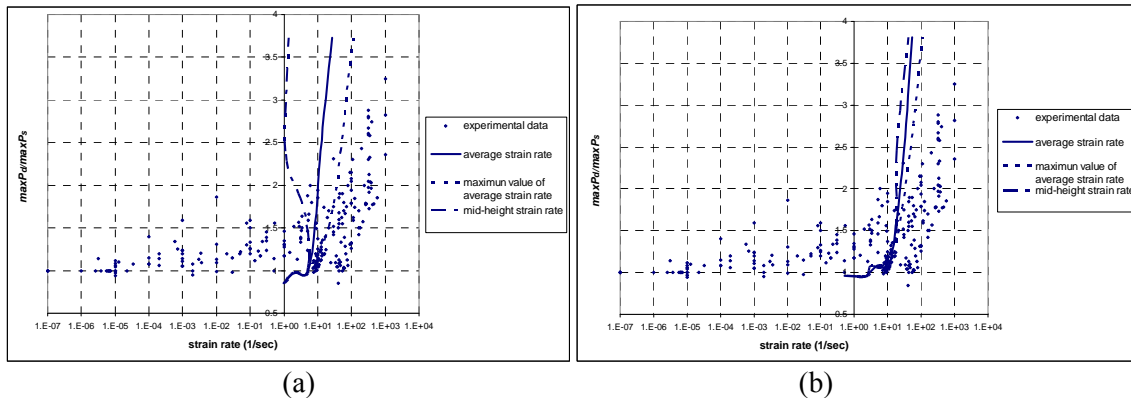 4
3.5
3
2.5
2
1.5
1
0.5
maxPd/maxPs
1.E-07 1.E-06 1.E-05 1.E-04 1.E-03 1.E-02 1.E-01 1.E+00 1.E+01 1.E+02 1.E+03 1.E+04
strain rate (1/sec)
experimental data
average strain rate
maximun value of
average strain rate
mid-height strain rate
(a)
4
3.5
3
2.5
2
1.5
1
0.5
maxPd/maxPs
1.E-07 1.E-06 1.E-05 1.E-04 1.E-03 1.E-02 1.E-01 1.E+00 1.E+01 1.E+02 1.E+03 1.E+04
strain rate (1/sec)
experimental data
average strain rate
maximun value of
average strain rate
mid-height strain rate
(b)